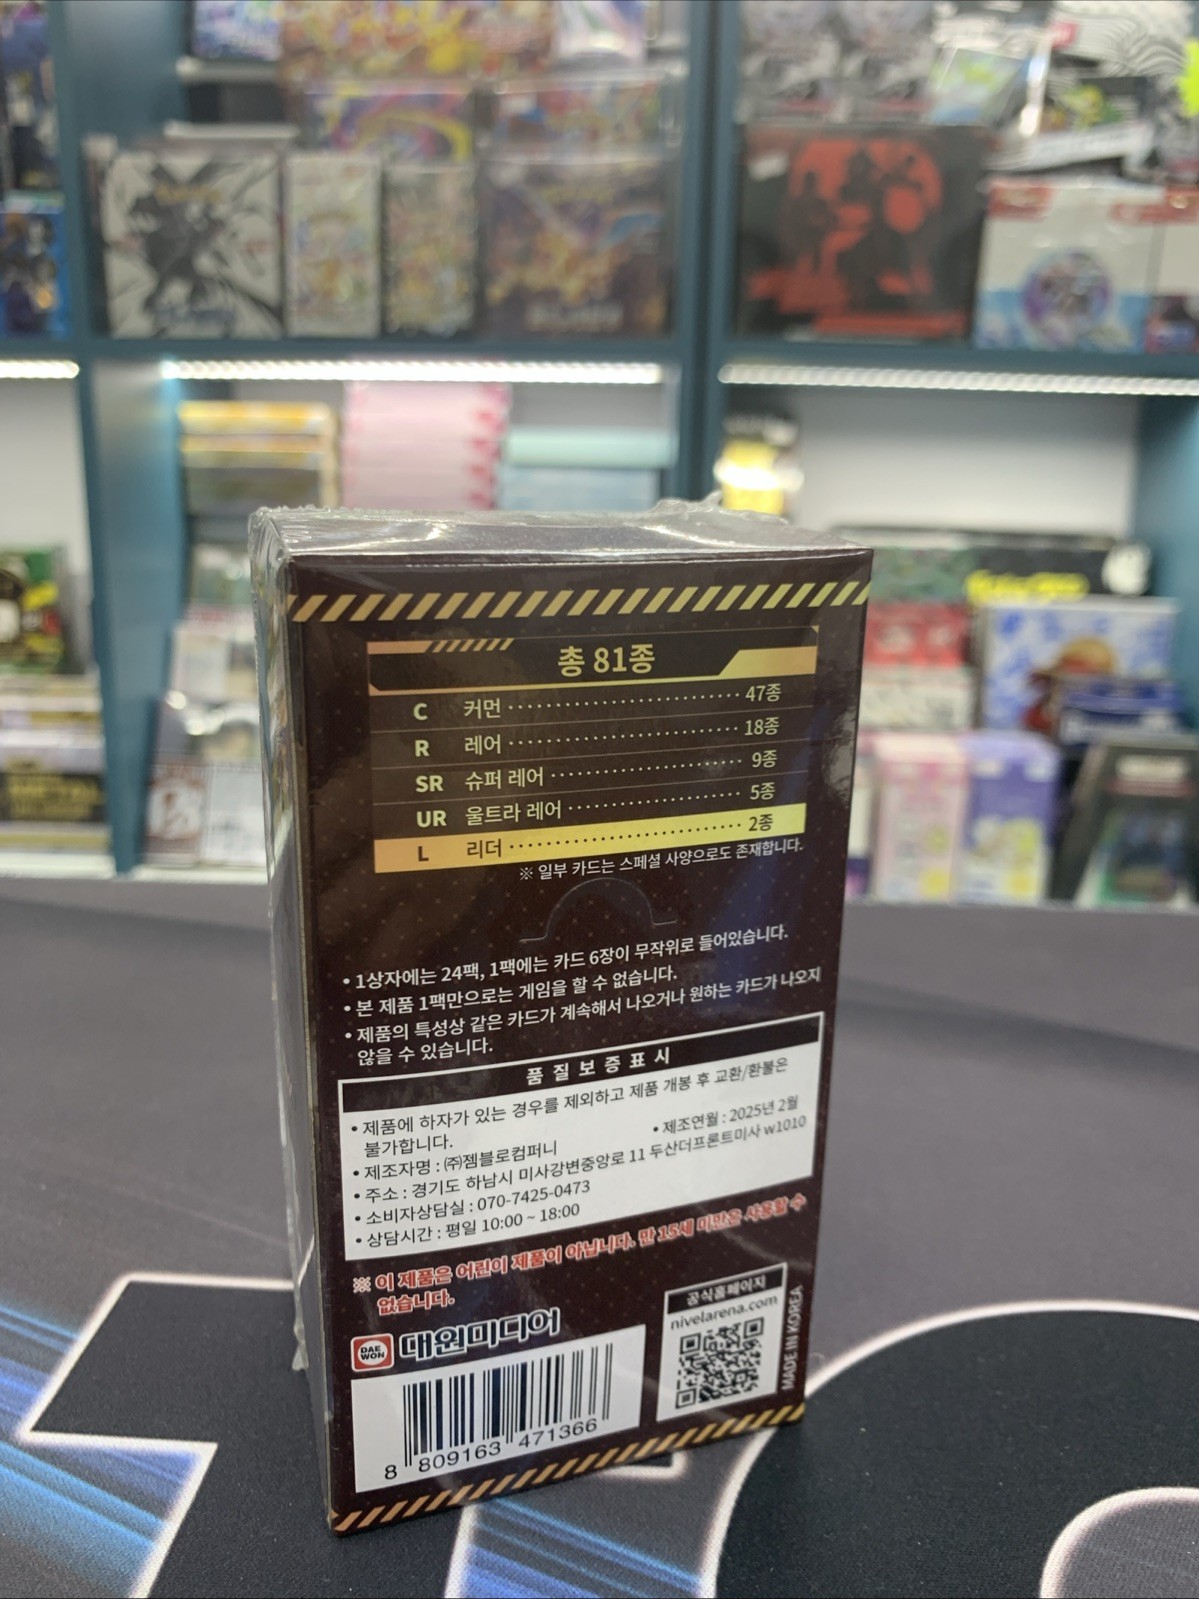 총 81종
C 커먼 47종
R 레어 18종
SR 슈퍼 레어 9종
UR 울트라 레어 5종
L 리더 2종
※ 일부 카드는 스페셜 사양으로도 존재합니다.
• 1상자에는 24팩, 1팩에는 카드 6장이 무작위로 들어있습니다.
• 본 제품 1팩만으로는 게임을 할 수 없습니다.
• 제품의 특성상 같은 카드가 계속해서 나오거나 원하는 카드가 나오지
않을 수 있습니다.
품질보증표시
• 제품에 하자가 있는 경우를 제외하고 제품 개봉 후 교환/환불은
불가합니다.
• 제조연월 : 2025년 2월
• 제조자명 : ㈜젬블로컴퍼니
• 주소 : 경기도 하남시 미사강변중앙로 11 두산더프론트미사 w1010
• 소비자상담실 : 070-7425-0473
• 상담시간 : 평일 10:00 ~ 18:00
※ 이 제품은 어린이 제품이 아닙니다. 만 15세 미만은 사용할 수
없습니다.
DAE
WON
대원미디어
공식홈페이지
nivelarena.com
MADE IN KOREA
8 809163 471366